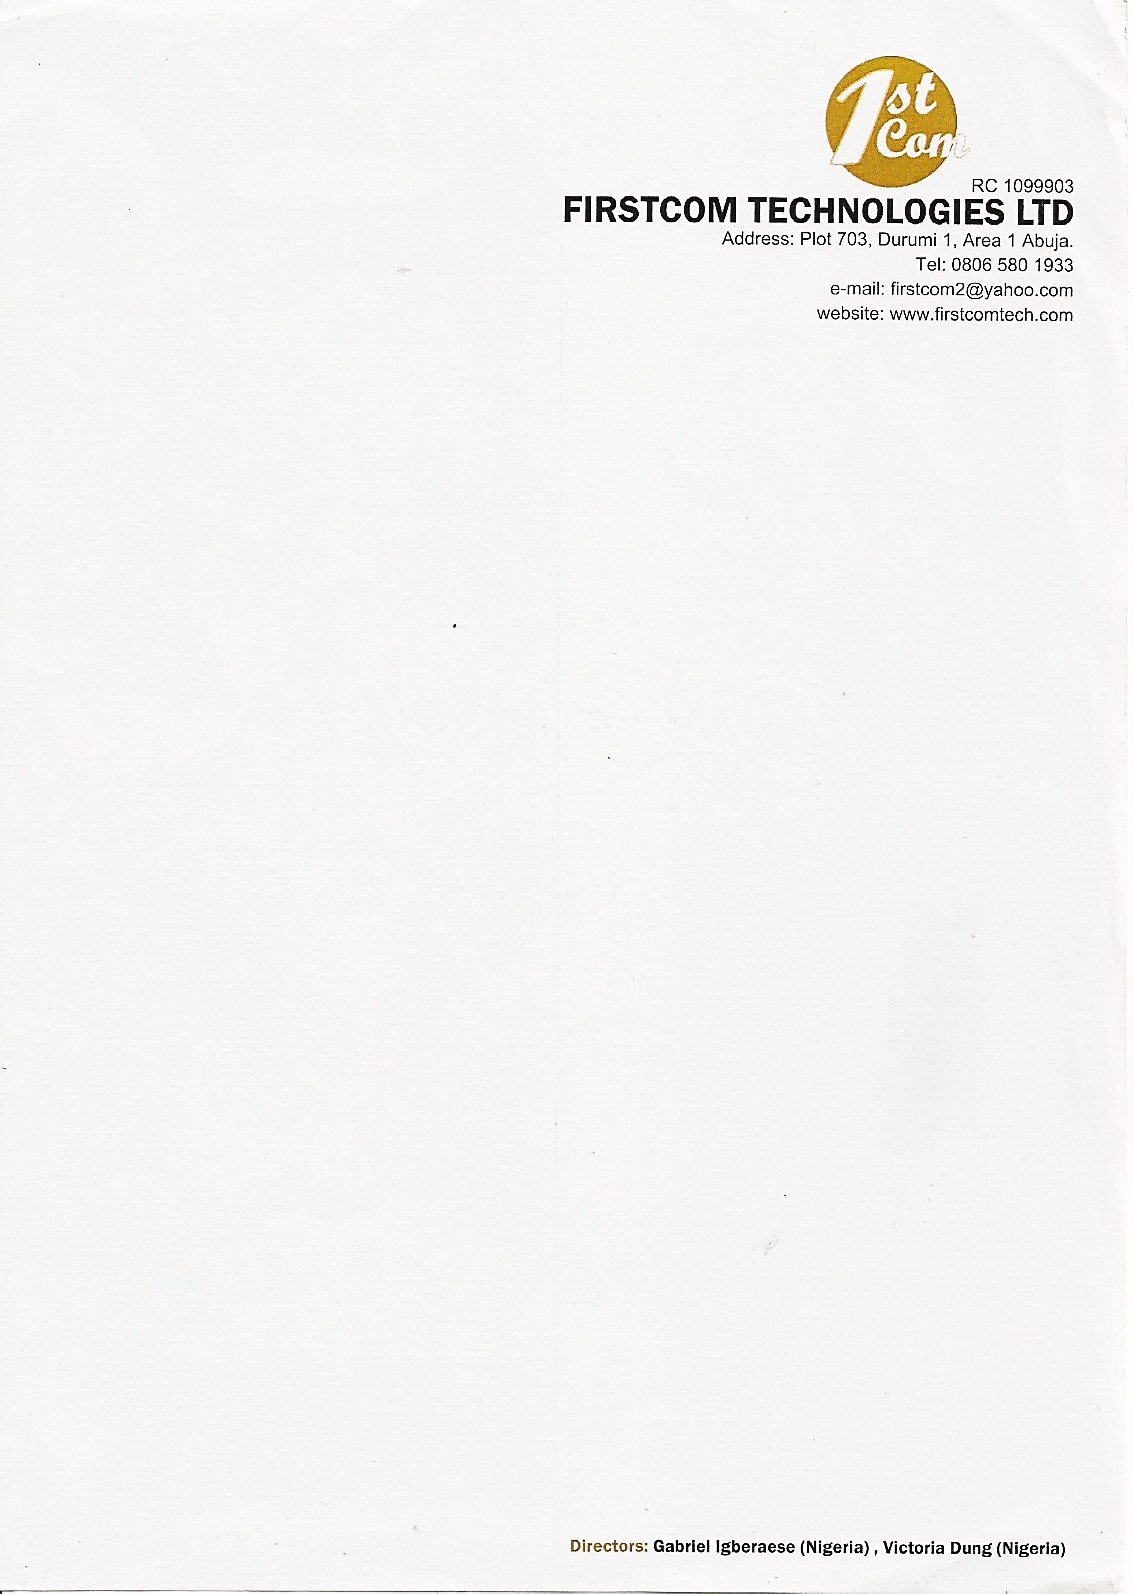 1st
Com
RC 1099903
FIRSTCOM TECHNOLOGIES LTD
Address: Plot 703, Durumi 1, Area 1 Abuja.
Tel: 0806 580 1933
e-mail: firstcom2@yahoo.com
website: www.firstcomtech.com
Directors: Gabriel Igberaese (Nigeria) , Victoria Dung (Nigeria)